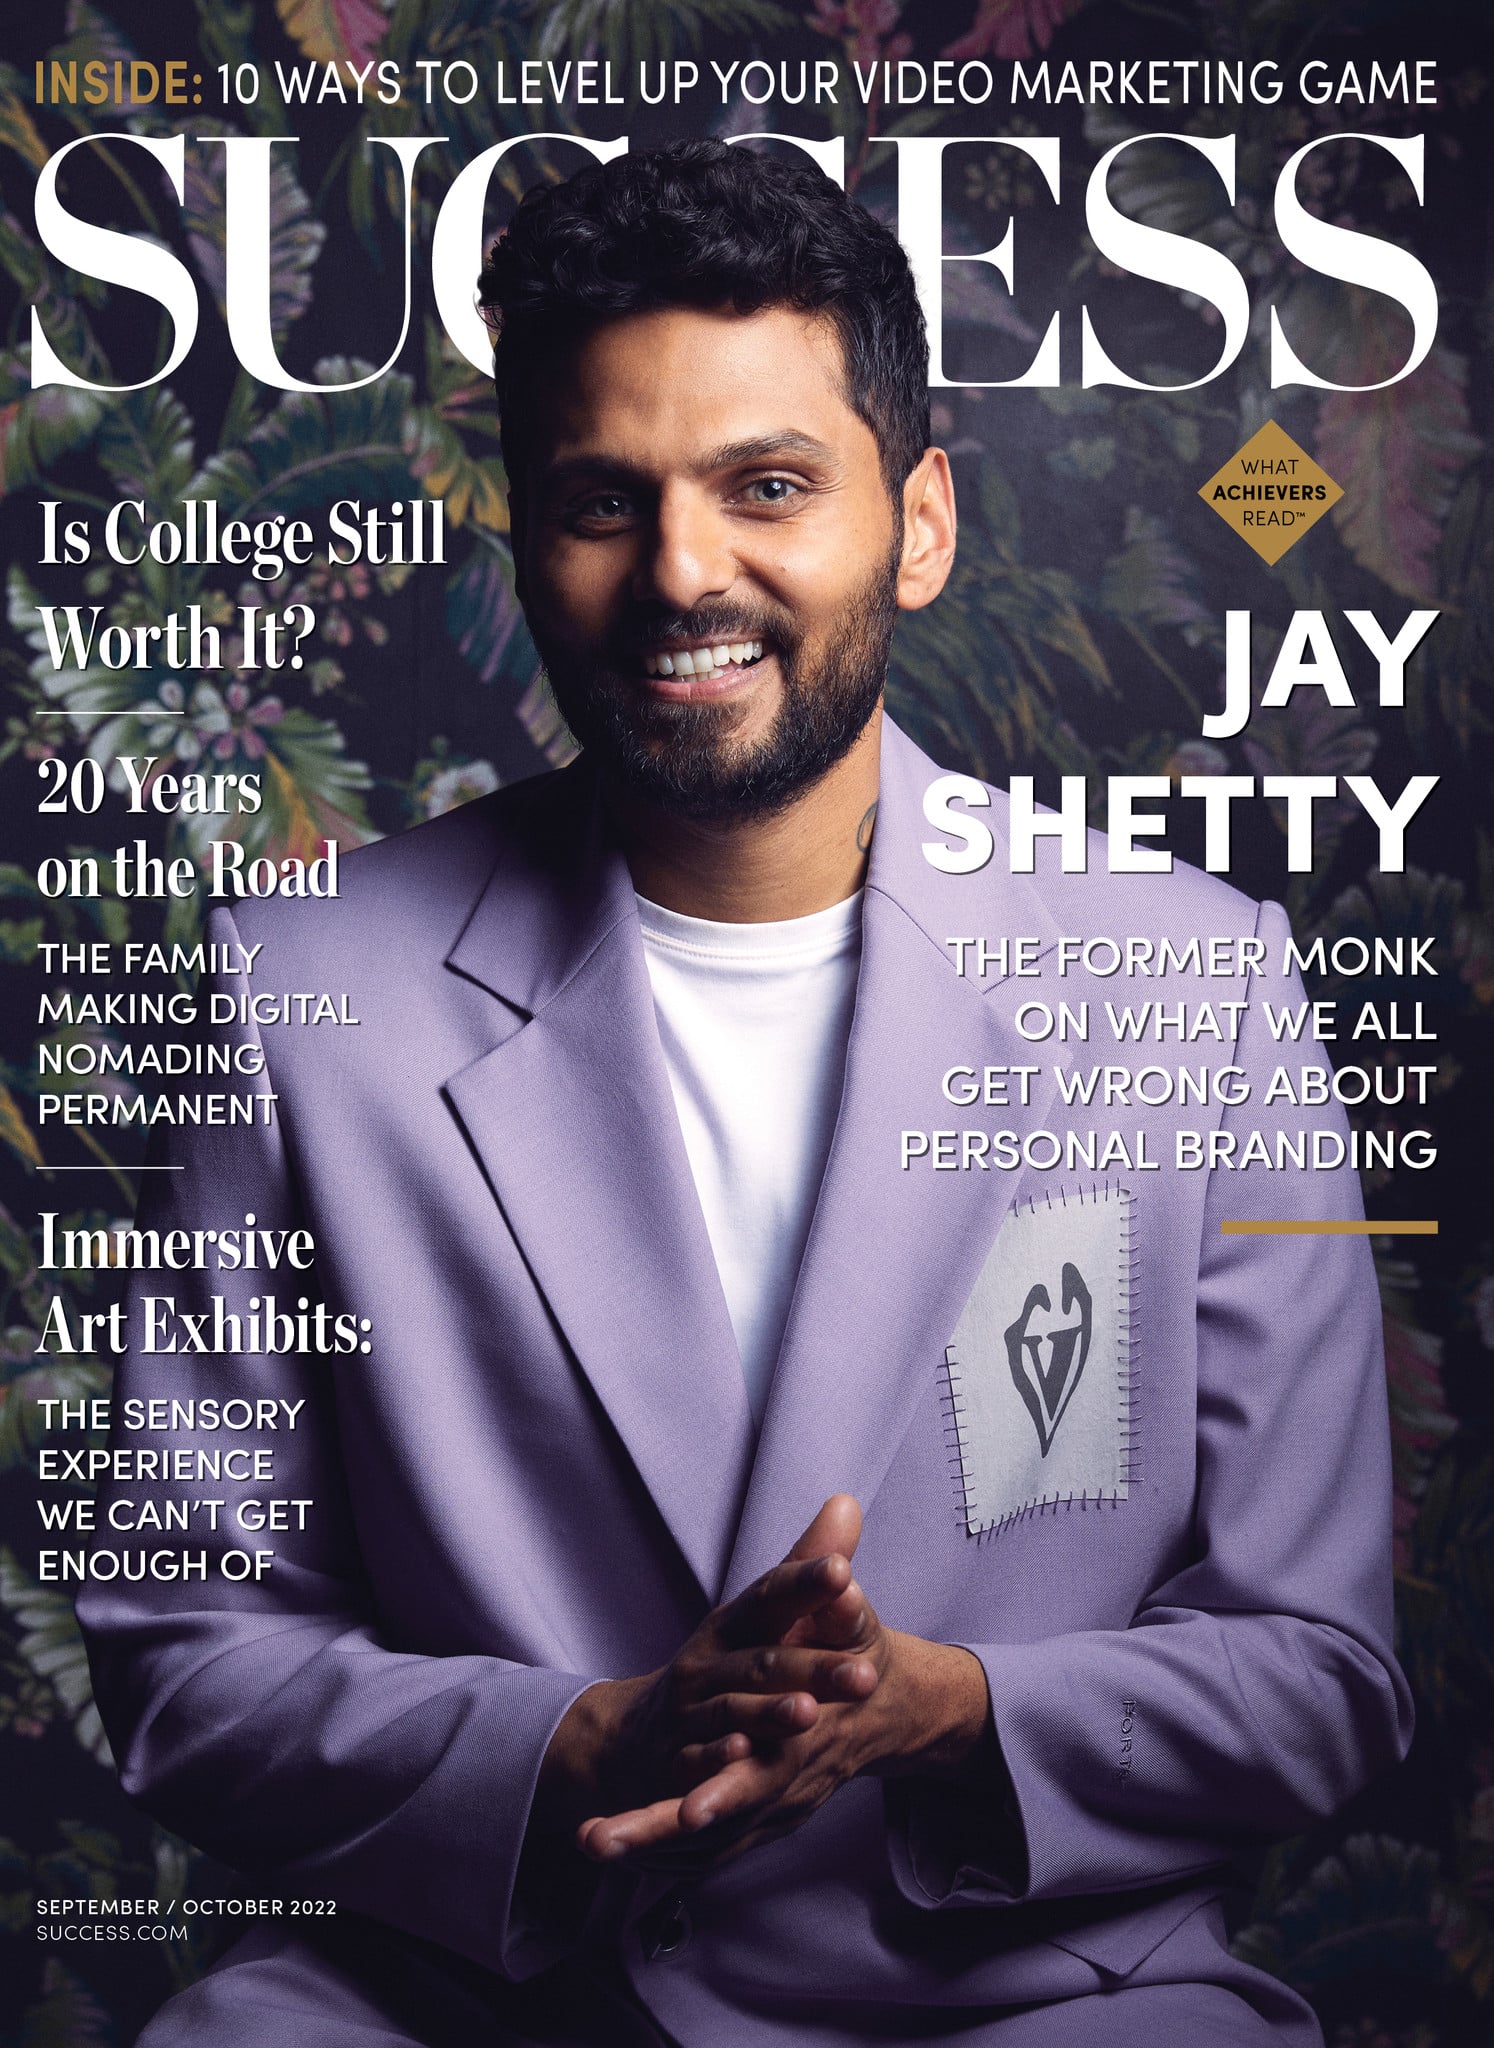 INSIDE: 10 WAYS TO LEVEL UP YOUR VIDEO MARKETING GAME
SUCCESS
WHAT
ACHIEVERS
READ™
Is College Still
Worth It?
20 Years
on the Road
THE FAMILY
MAKING DIGITAL
NOMADING
PERMANENT
Immersive
Art Exhibits:
THE SENSORY
EXPERIENCE
WE CAN'T GET
ENOUGH OF
JAY
SHETTY
THE FORMER MONK
ON WHAT WE ALL
GET WRONG ABOUT
PERSONAL BRANDING
V
SEPTEMBER / OCTOBER 2022
SUCCESS.COM